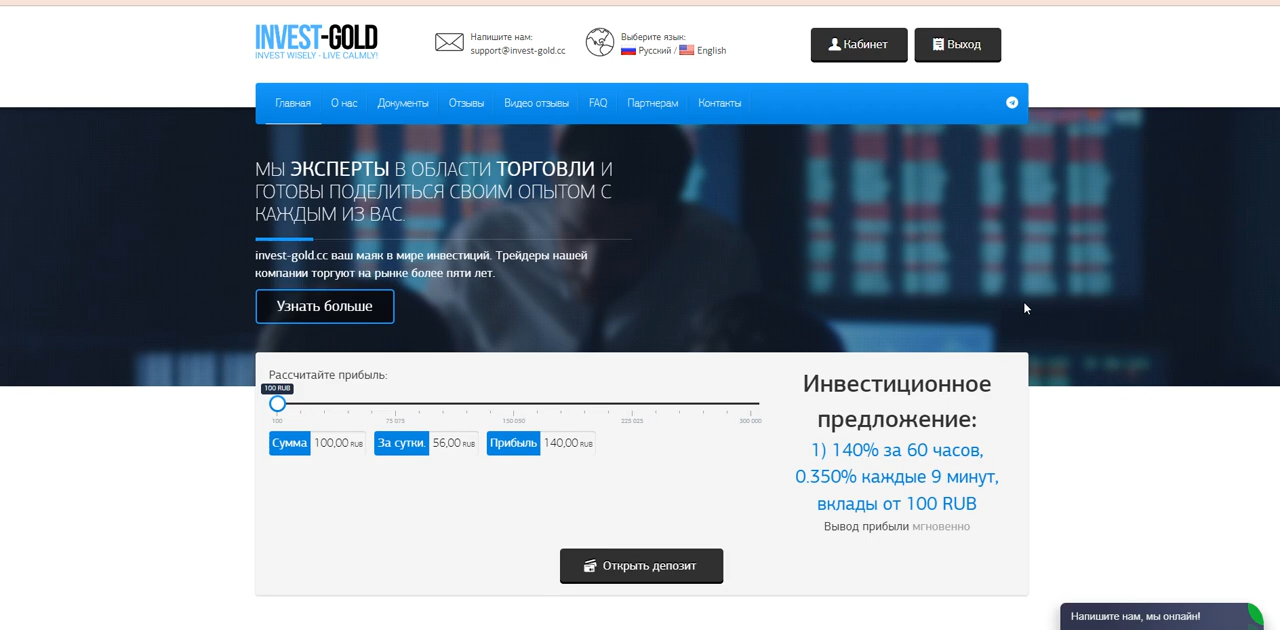 INVEST-GOLD
INVEST WISELY - LIVE CALMLY!
Напишите нам:
support@invest-gold.cc
Выберите язык:
Русский / English
Кабинет
Выход
Главная О нас Документы Отзывы Видео отзывы FAQ Партнерам Контакты
МЫ ЭКСПЕРТЫ В ОБЛАСТИ ТОРГОВЛИ И
ГОТОВЫ ПОДЕЛИТЬСЯ СВОИМ ОПЫТОМ С
КАЖДЫМ ИЗ ВАС.
invest-gold.cc ваш маяк в мире инвестиций. Трейдеры нашей
компании торгуют на рынке более пяти лет.
Узнать больше
Рассчитайте прибыль:
100 RUB
100 75 075 150 050 225 025 300 000
Сумма 100,00 RUB За сутки. 56,00 RUB Прибыль 140,00 RUB
Инвестиционное
предложение:
1) 140% за 60 часов,
0.350% каждые 9 минут,
вклады от 100 RUB
Вывод прибыли мгновенно
Открыть депозит
Напишите нам, мы онлайн!